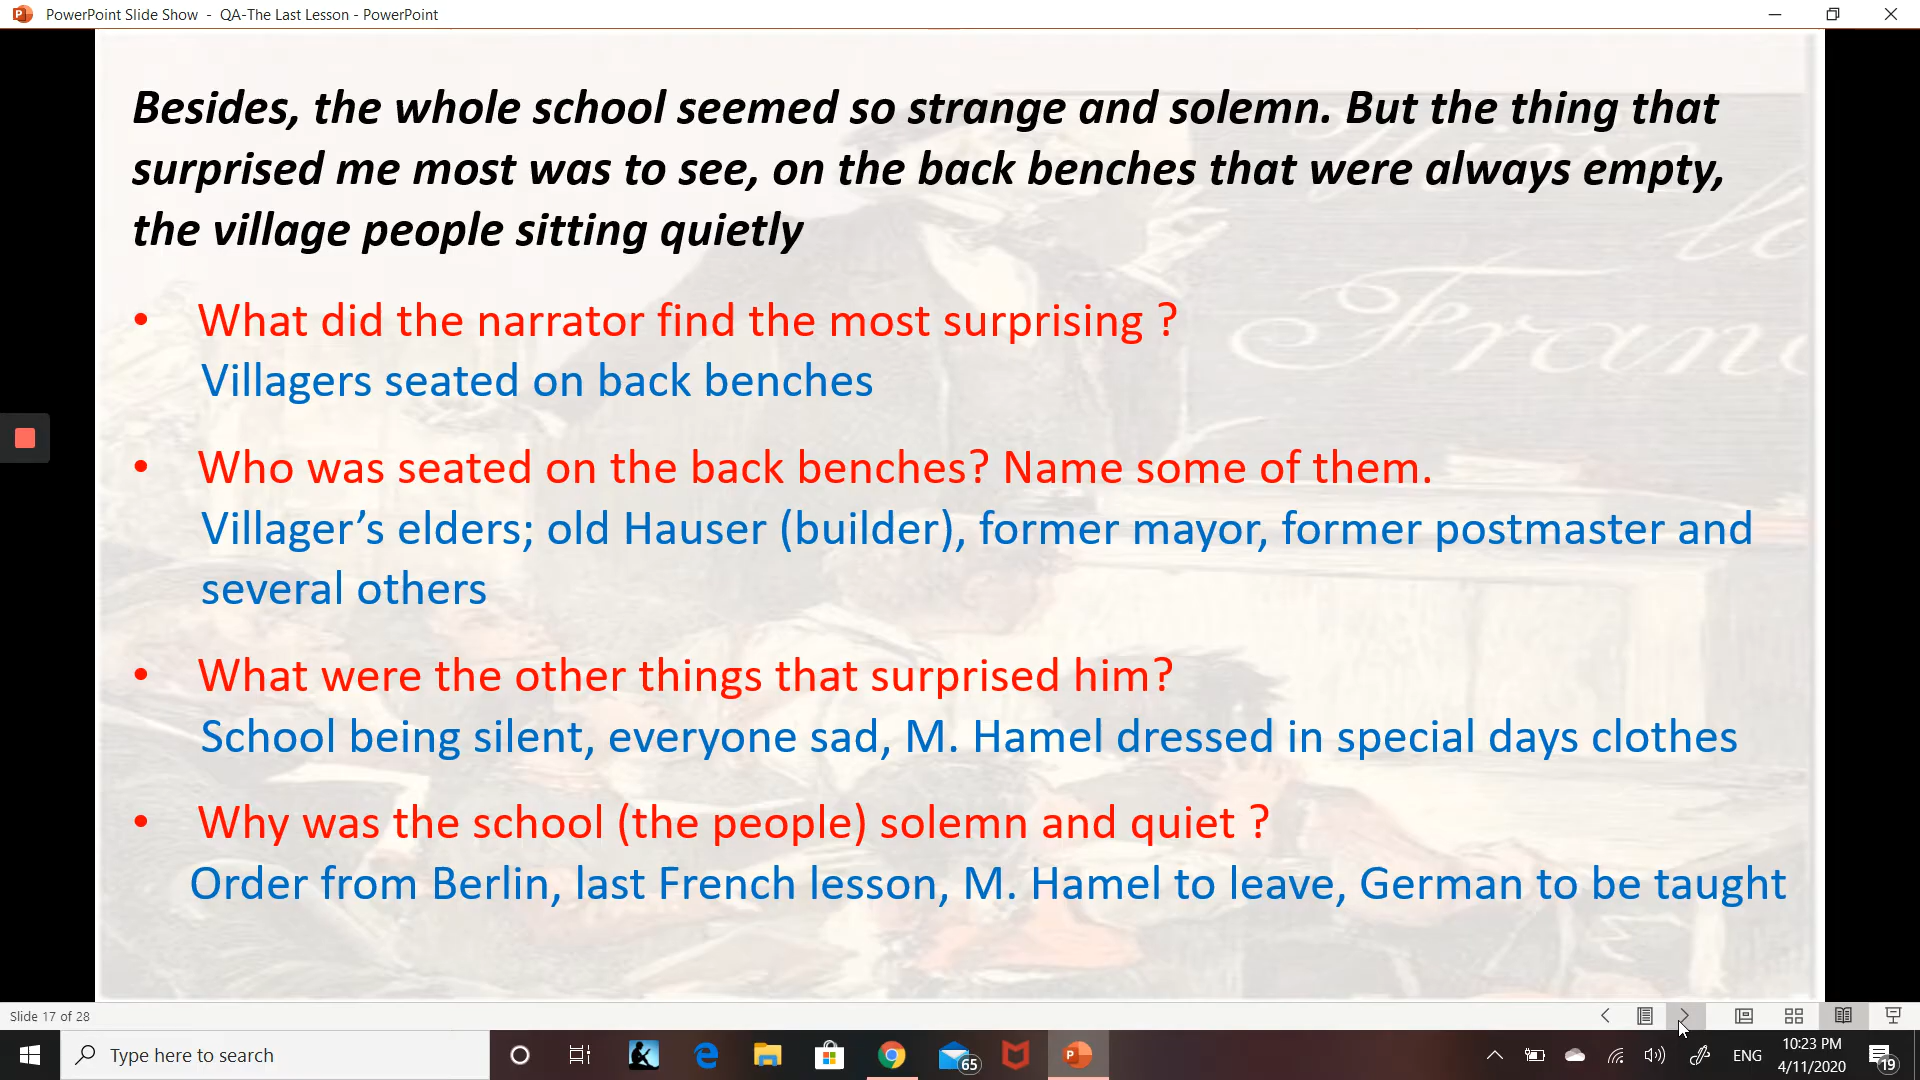 PowerPoint Slide Show - QA-The Last Lesson - PowerPoint
Besides, the whole school seemed so strange and solemn. But the thing that
surprised me most was to see, on the back benches that were always empty,
the village people sitting quietly
• What did the narrator find the most surprising ?
Villagers seated on back benches
• Who was seated on the back benches? Name some of them.
Villager’s elders; old Hauser (builder), former mayor, former postmaster and
several others
• What were the other things that surprised him?
School being silent, everyone sad, M. Hamel dressed in special days clothes
• Why was the school (the people) solemn and quiet ?
Order from Berlin, last French lesson, M. Hamel to leave, German to be taught
Slide 17 of 28
Type here to search
65
ENG
10:23 PM
4/11/2020
19